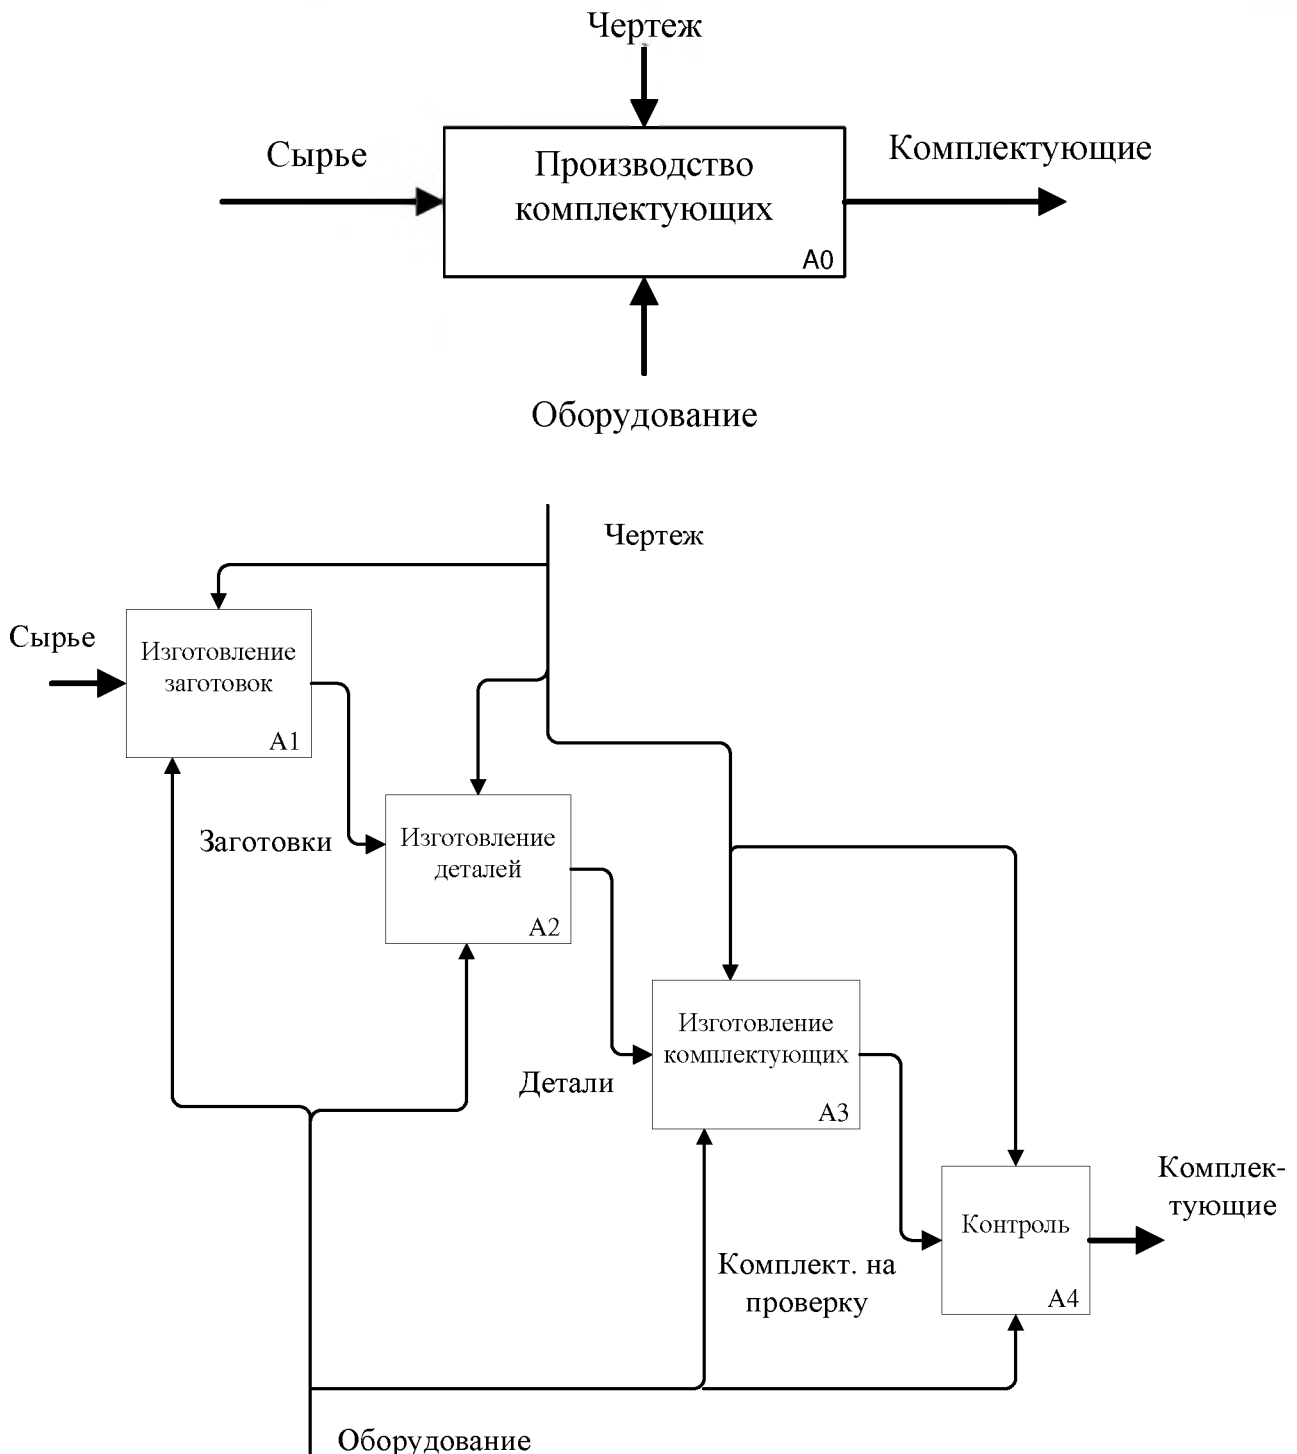 Чертеж
Сырье
Производство
комплектующих
A0
Комплектующие
Оборудование
Чертеж
Сырье
Изготовление
заготовок
A1
Заготовки
Изготовление
деталей
A2
Детали
Изготовление
комплектующих
A3
Комплект. на
проверку
Контроль
A4
Комплек-
тующие
Оборудование